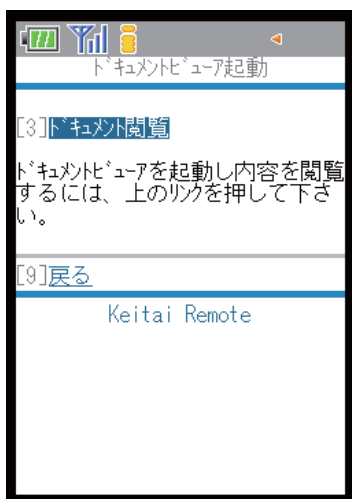 ﾄﾞｷｭﾒﾝﾄﾋﾞｭｰｱ起動
[3]ﾄﾞｷｭﾒﾝﾄ閲覧
ﾄﾞｷｭﾒﾝﾄﾋﾞｭｰｱを起動し内容を閲覧
するには、上のﾘﾝｸを押して下さ
い。
[9]戻る
Keitai Remote